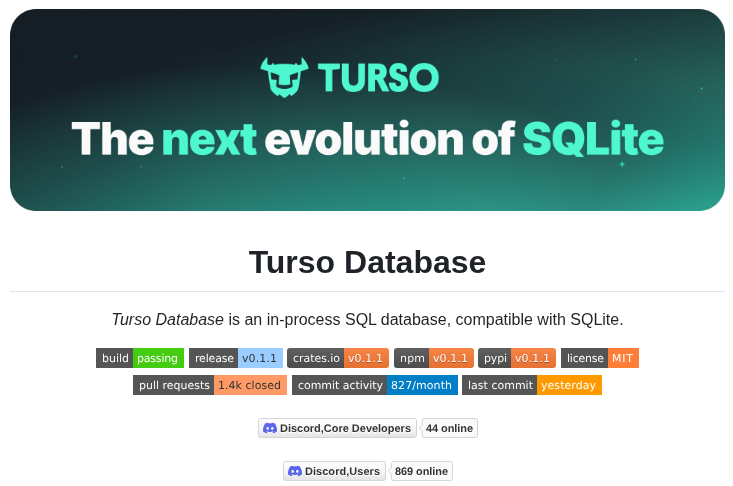 TURSO
The next evolution of SQLite
Turso Database
Turso Database is an in-process SQL database, compatible with SQLite.
build passing release v0.1.1 crates.io v0.1.1 npm v0.1.1 pypi v0.1.1 license MIT
pull requests 1.4k closed commit activity 827/month last commit yesterday
Discord,Core Developers 44 online
Discord,Users 869 online